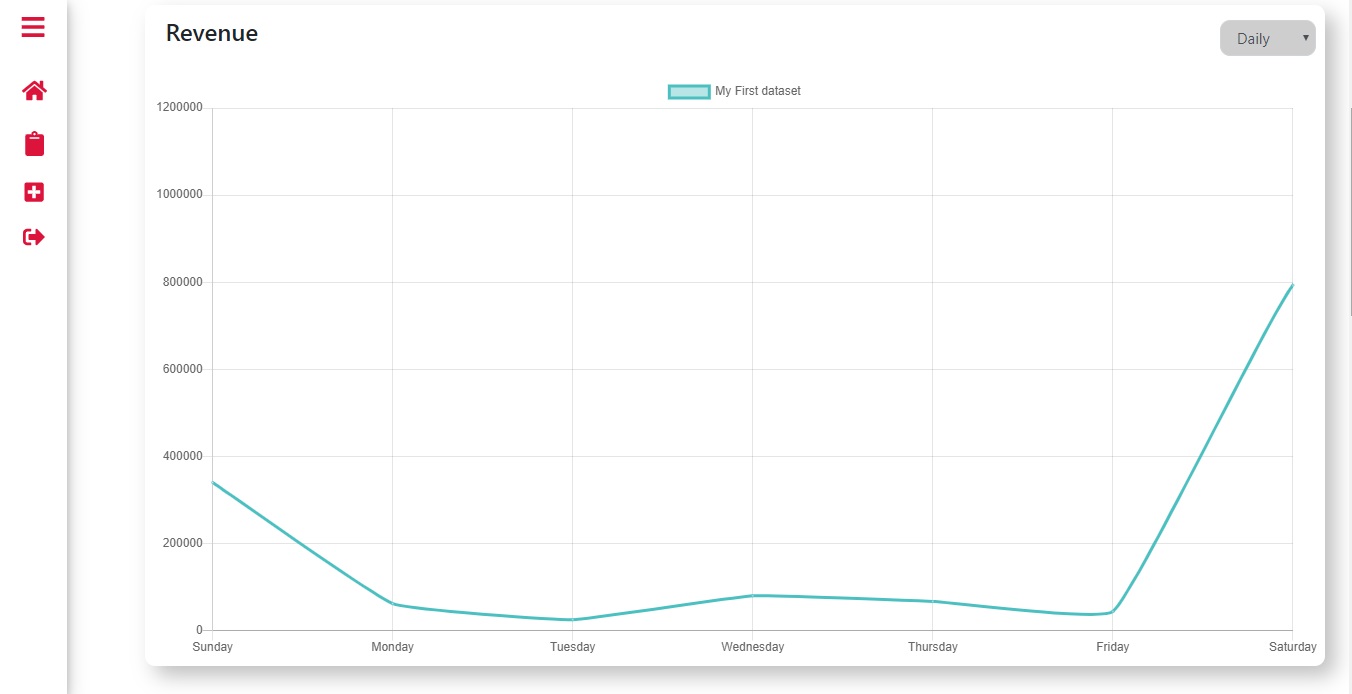 Revenue
Daily
My First dataset
1200000
1000000
800000
600000
400000
200000
0
Sunday Monday Tuesday Wednesday Thursday Friday Saturday